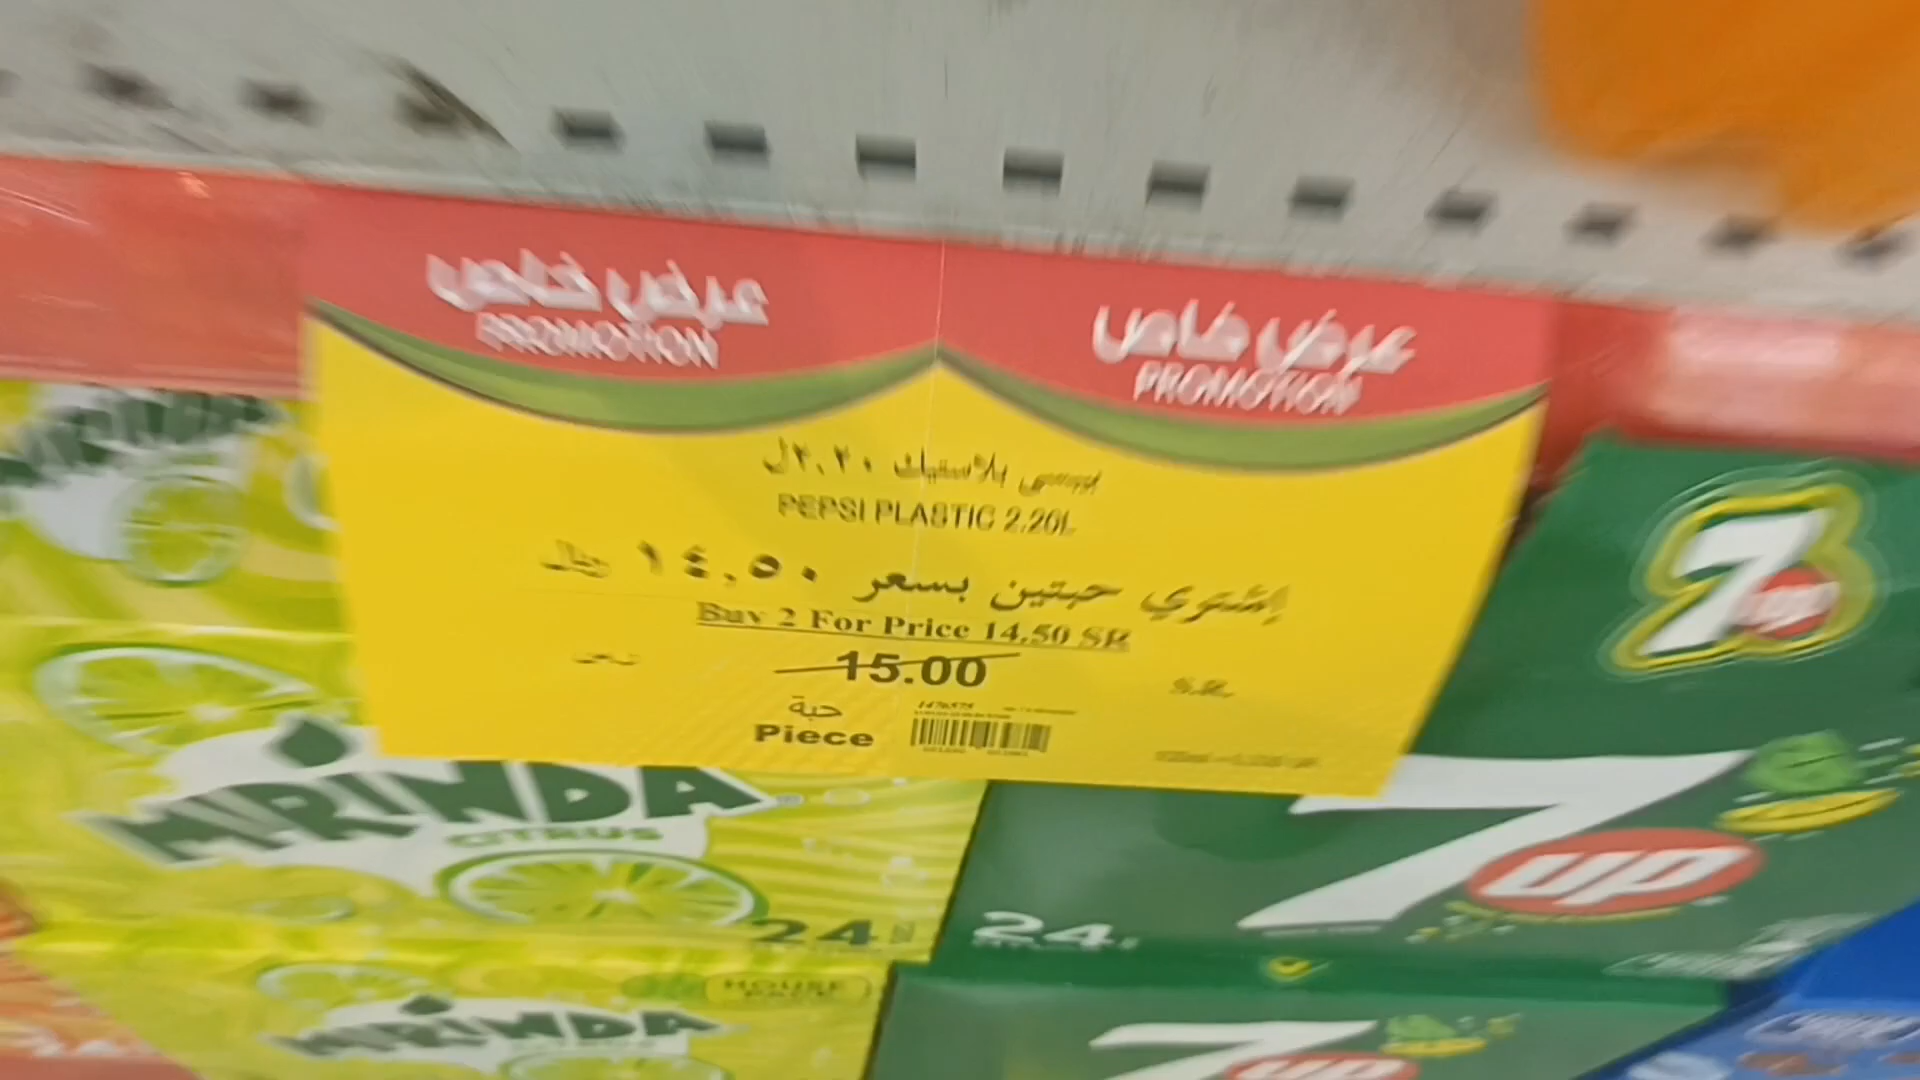 عرض خاص
PROMOTION
عرض خاص
PROMOTION
بيبسي بلاستيك ٢.٢٠ل
PEPSI PLASTIC 2.20L
إشتري حبتين بسعر ١٤.٥٠ ريال
Buy 2 For Price 14.50 SR
ر.س
15.00
S.R.
حبة
Piece
7up
MIRINDA
CITRUS
24
7up
24
HOUSE
MIRINDA
7up